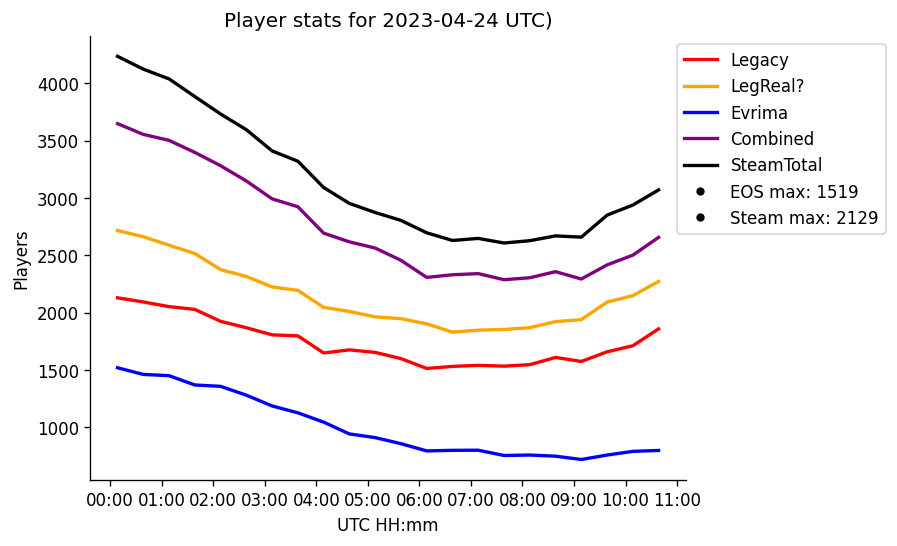 Player stats for 2023-04-24 UTC)
Legacy
LegReal?
Evrima
Combined
SteamTotal
EOS max: 1519
Steam max: 2129
Players
4000
3500
3000
2500
2000
1500
1000
00:00 01:00 02:00 03:00 04:00 05:00 06:00 07:00 08:00 09:00 10:00 11:00
UTC HH:mm